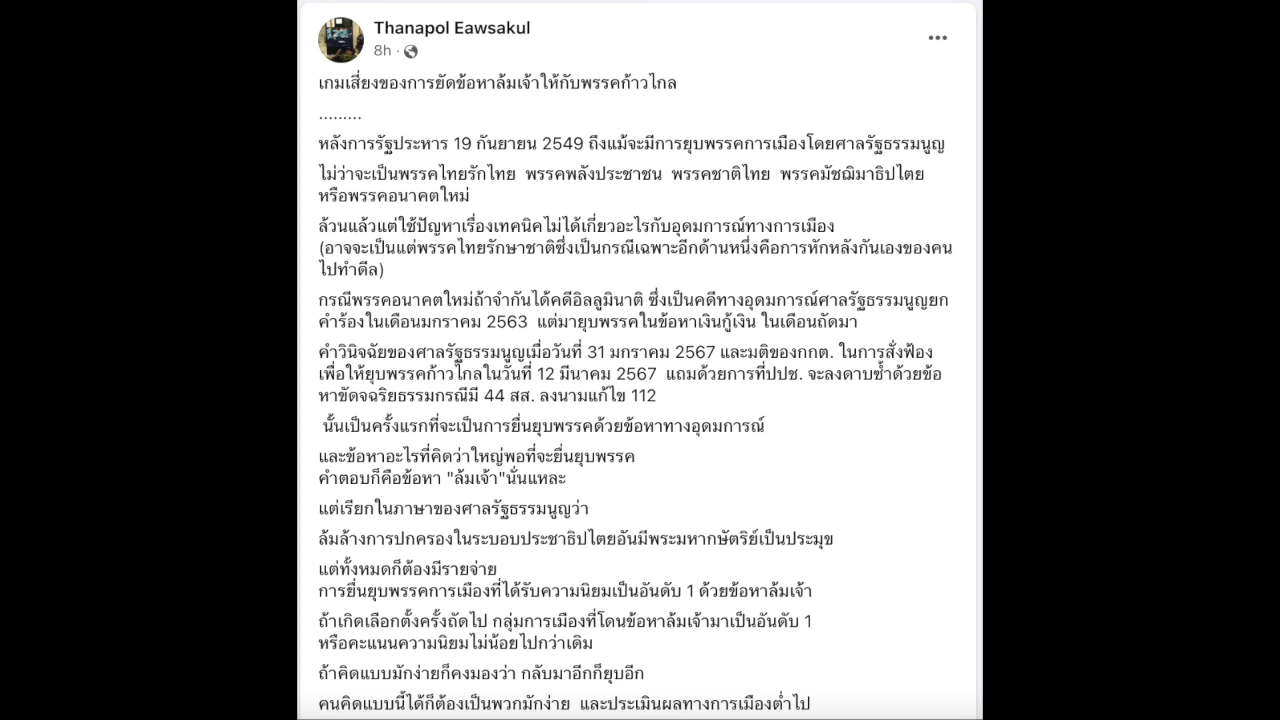 Thanapol Eawsakul
8h ·
เกมเสี่ยงของการยัดข้อหาล้มเจ้าให้กับพรรคก้าวไกล
.........
หลังการรัฐประหาร 19 กันยายน 2549 ถึงแม้จะมีการยุบพรรคการเมืองโดยศาลรัฐธรรมนูญ
ไม่ว่าจะเป็นพรรคไทยรักไทย พรรคพลังประชาชน พรรคชาติไทย พรรคมัชฌิมาธิปไตย
หรือพรรคอนาคตใหม่
ล้วนแล้วแต่ใช้ปัญหาเรื่องเทคนิคไม่ได้เกี่ยวอะไรกับอุดมการณ์ทางการเมือง
(อาจจะเป็นแต่พรรคไทยรักษาชาติซึ่งเป็นกรณีเฉพาะอีกด้านหนึ่งคือการหักหลังกันเองของคน
ไปทำดีล)
กรณีพรรคอนาคตใหม่ถ้าจำกันได้คดีอิลลูมินาติ ซึ่งเป็นคดีทางอุดมการณ์ศาลรัฐธรรมนูญยก
คำร้องในเดือนมกราคม 2563 แต่มายุบพรรคในข้อหาเงินกู้เงิน ในเดือนถัดมา
คำวินิจฉัยของศาลรัฐธรรมนูญเมื่อวันที่ 31 มกราคม 2567 และมติของกกต. ในการสั่งฟ้อง
เพื่อให้ยุบพรรคก้าวไกลในวันที่ 12 มีนาคม 2567 แถมด้วยการที่ปปช. จะลงดาบซ้ำด้วยข้อ
หาขัดจจริยธรรมกรณีมี 44 สส. ลงนามแก้ไข 112
นั้นเป็นครั้งแรกที่จะเป็นการยื่นยุบพรรคด้วยข้อหาทางอุดมการณ์
และข้อหาอะไรที่คิดว่าใหญ่พอที่จะยื่นยุบพรรค
คำตอบก็คือข้อหา "ล้มเจ้า"นั่นแหละ
แต่เรียกในภาษาของศาลรัฐธรรมนูญว่า
ล้มล้างการปกครองในระบอบประชาธิปไตยอันมีพระมหากษัตริย์เป็นประมุข
แต่ทั้งหมดก็ต้องมีรายจ่าย
การยื่นยุบพรรคการเมืองที่ได้รับความนิยมเป็นอันดับ 1 ด้วยข้อหาล้มเจ้า
ถ้าเกิดเลือกตั้งครั้งถัดไป กลุ่มการเมืองที่โดนข้อหาล้มเจ้ามาเป็นอันดับ 1
หรือคะแนนความนิยมไม่น้อยไปกว่าเดิม
ถ้าคิดแบบมักง่ายก็คงมองว่า กลับมาอีกก็ยุบอีก
คนคิดแบบนี้ได้ก็ต้องเป็นพวกมักง่าย และประเมินผลทางการเมืองต่ำไป